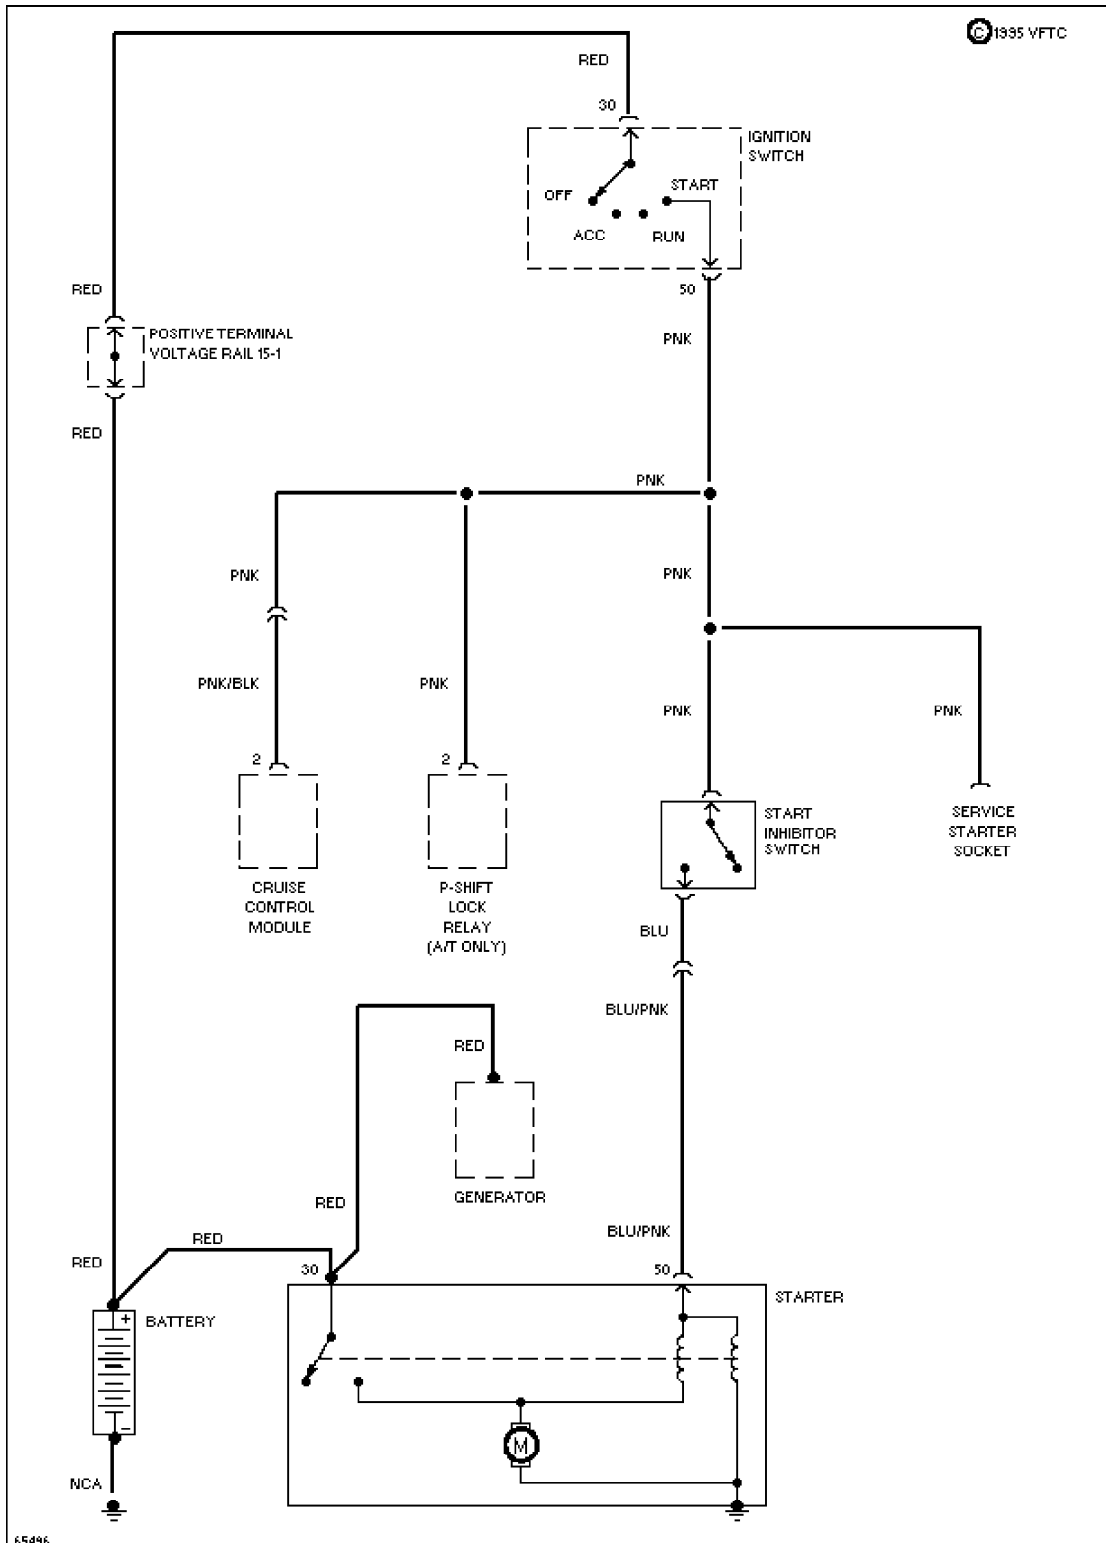 © 1995 VFTC
RED
30
IGNITION
SWITCH
START
OFF
ACC
RUN
RED
50
POSITIVE TERMINAL
VOLTAGE RAIL 15-1
PNK
RED
PNK
PNK
PNK
PNK/BLK
PNK
PNK
PNK
2
2
START
INHIBITOR
SWITCH
SERVICE
STARTER
SOCKET
CRUISE
CONTROL
MODULE
P-SHIFT
LOCK
RELAY
(A/T ONLY)
BLU
BLU/PNK
RED
GENERATOR
RED
BLU/PNK
RED
RED
30
50
STARTER
BATTERY
+
-
M
NCA
65496